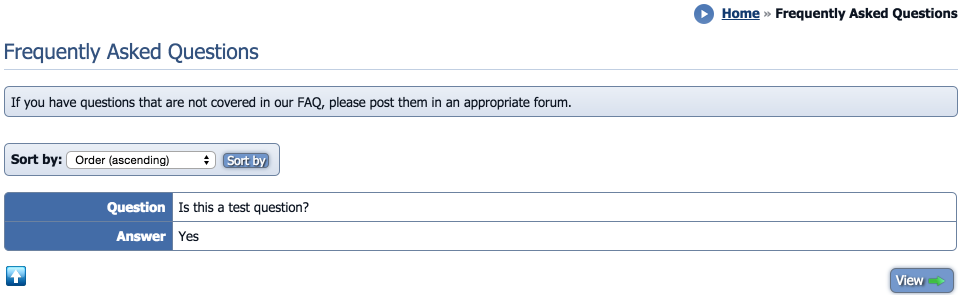 Home » Frequently Asked Questions
Frequently Asked Questions
If you have questions that are not covered in our FAQ, please post them in an appropriate forum.
Sort by: Order (ascending) Sort by
Question Is this a test question?
Answer Yes
View